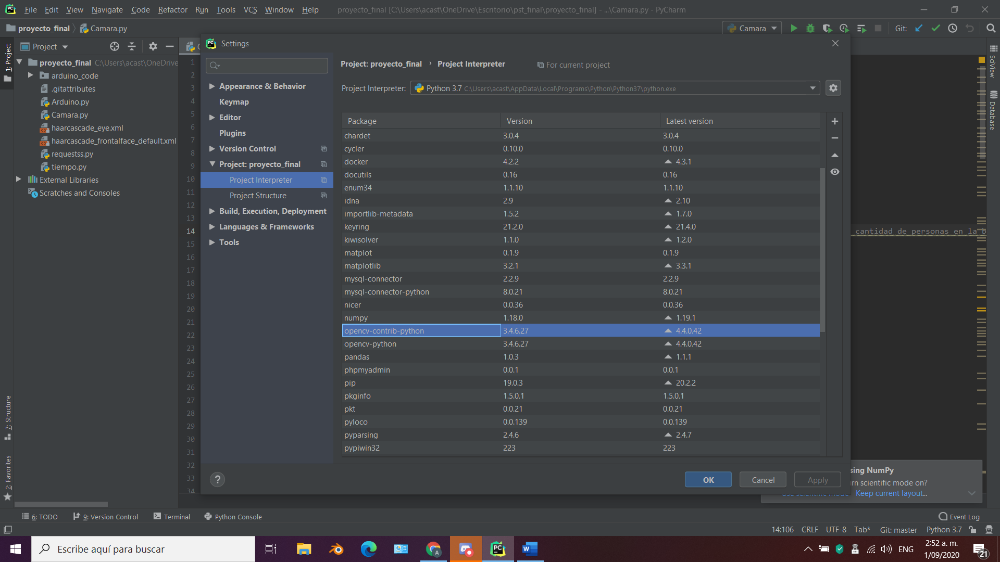 File Edit View Navigate Code Refactor Run Tools VCS Window Help proyecto_final [C:\Users\acast\OneDrive\Escritorio\pst_final\proyecto_final] - ...\Camara.py - PyCharm
proyecto_final Camara.py Camara Git:
1: Project
Project
proyecto_final C:\Users\acast\OneDrive
arduino_code
.gitattributes
Arduino.py
Camara.py
haarcascade_eye.xml
haarcascade_frontalface_default.xml
requestss.py
tiempo.py
External Libraries
Scratches and Consoles
7: Structure
2: Favorites
1
2
3
4
5
6
7
8
9
10
11
12
13
14
15
16
17
18
19
20
21
22
23
24
25
26
27
28
29
30
31
32
33
34
Settings
Appearance & Behavior
Keymap
Editor
Plugins
Version Control
Project: proyecto_final
Project Interpreter
Project Structure
Build, Execution, Deployment
Languages & Frameworks
Tools
Project: proyecto_final › Project Interpreter For current project
Project Interpreter: Python 3.7 C:\Users\acast\AppData\Local\Programs\Python\Python37\python.exe
Package Version Latest version
chardet 3.0.4 3.0.4
cycler 0.10.0 0.10.0
docker 4.2.2 4.3.1
docutils 0.16 0.16
enum34 1.1.10 1.1.10
idna 2.9 2.10
importlib-metadata 1.5.2 1.7.0
keyring 21.2.0 21.4.0
kiwisolver 1.1.0 1.2.0
matplot 0.1.9 0.1.9
matplotlib 3.2.1 3.3.1
mysql-connector 2.2.9 2.2.9
mysql-connector-python 8.0.21 8.0.21
nicer 0.0.36 0.0.36
numpy 1.18.0 1.19.1
opencv-contrib-python 3.4.6.27 4.4.0.42
opencv-python 3.4.6.27 4.4.0.42
pandas 1.0.3 1.1.1
phpmyadmin 0.0.1 0.0.1
pip 19.0.3 20.2.2
pkginfo 1.5.0.1 1.5.0.1
pkt 0.0.21 0.0.21
pyloco 0.0.139 0.0.139
pyparsing 2.4.6 2.4.7
pypiwin32 223 223
? OK Cancel Apply
cantidad de personas en la b
SciView
Database
sing NumPy
rn scientific mode on?
Keep current layout...
6: TODO 9: Version Control Terminal Python Console Event Log
14:106 CRLF UTF-8 Tab* Git: master Python 3.7
Escribe aquí para buscar
ENG
2:52 a. m.
1/09/2020
21